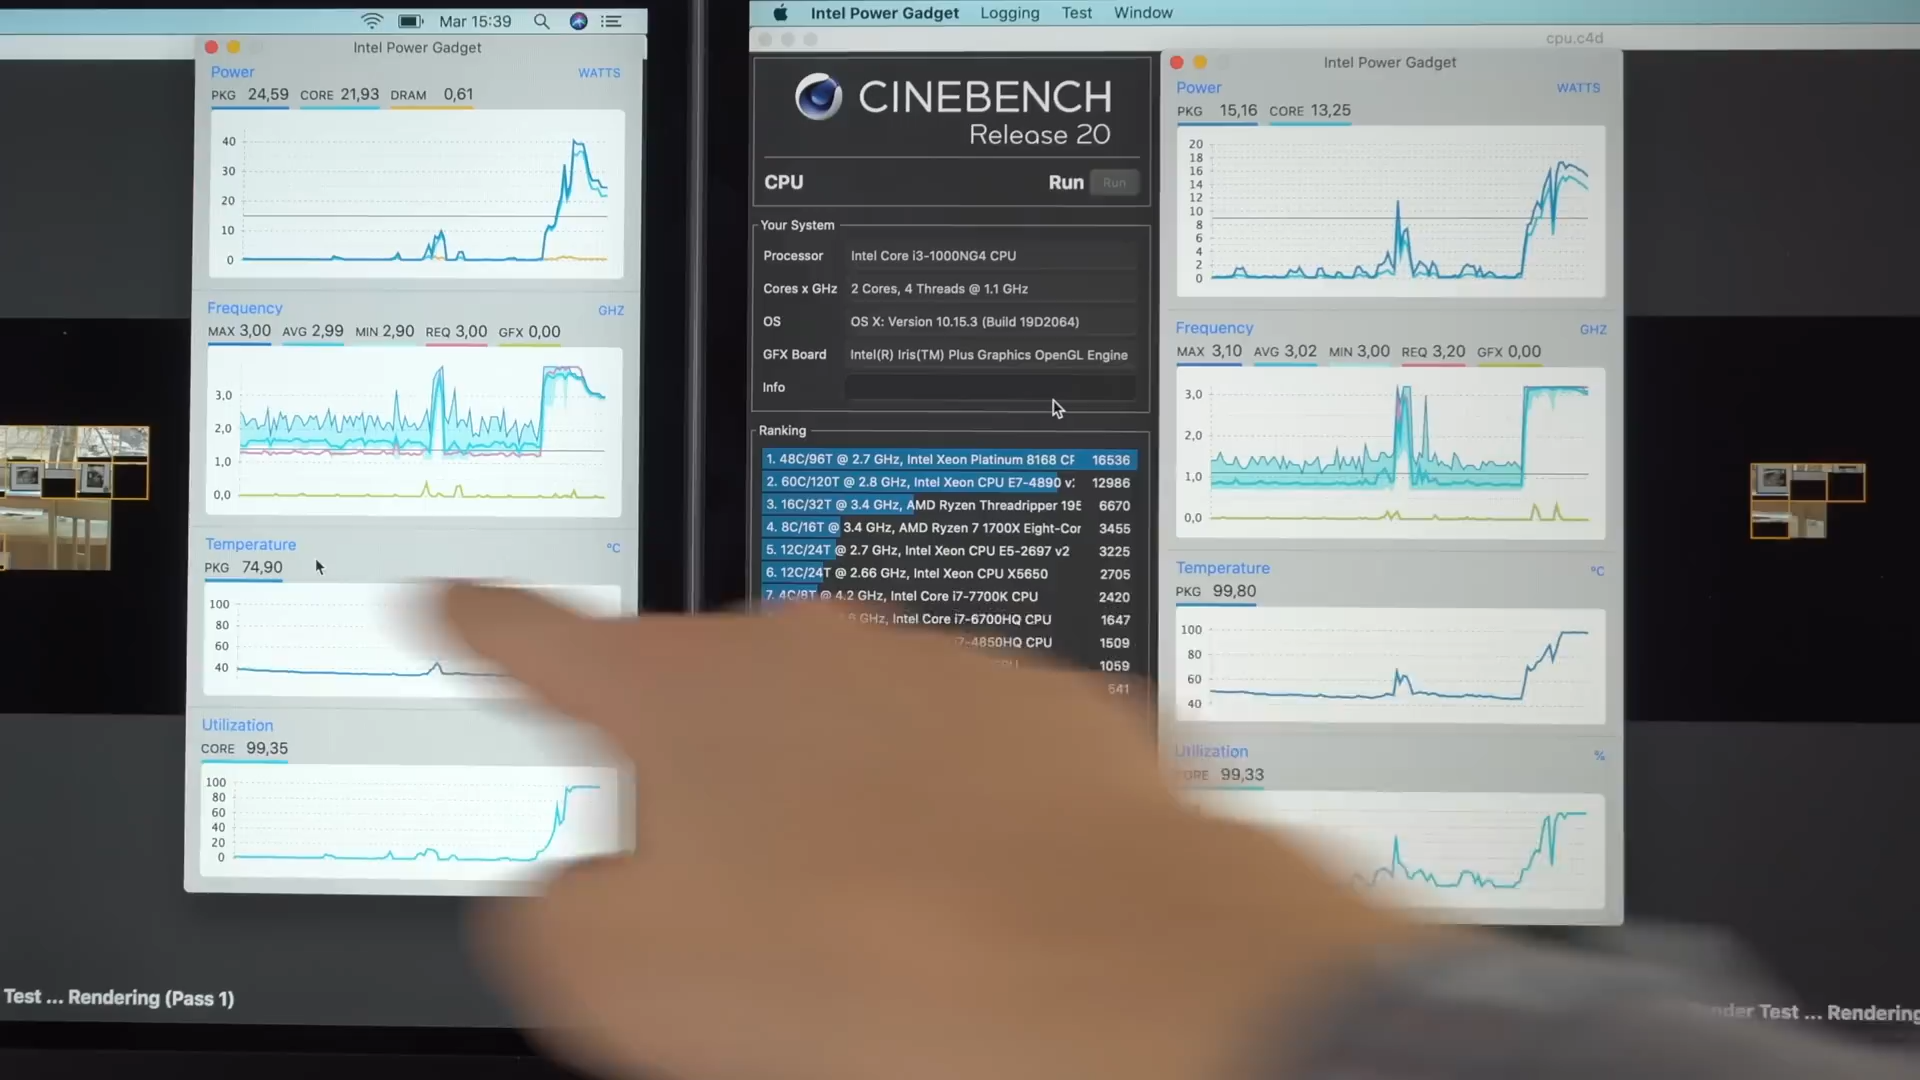 Mar 15:39
Intel Power Gadget
Power
WATTS
PKG 24,59 CORE 21,93 DRAM 0,61
40
30
20
10
0
Frequency
GHZ
MAX 3,00 AVG 2,99 MIN 2,90 REQ 3,00 GFX 0,00
3,0
2,0
1,0
0,0
Temperature
°C
PKG 74,90
100
80
60
40
Utilization
CORE 99,35
100
80
60
40
20
0
Test ... Rendering (Pass 1)
Intel Power Gadget Logging Test Window
cpu.c4d
CINEBENCH
Release 20
CPU
Run Run
Your System
Processor Intel Core i3-1000NG4 CPU
Cores x GHz 2 Cores, 4 Threads @ 1.1 GHz
OS OS X: Version 10.15.3 (Build 19D2064)
GFX Board Intel(R) Iris(TM) Plus Graphics OpenGL Engine
Info
Ranking
1. 48C/96T @ 2.7 GHz, Intel Xeon Platinum 8168 CF 16536
2. 60C/120T @ 2.8 GHz, Intel Xeon CPU E7-4890 v: 12986
3. 16C/32T @ 3.4 GHz, AMD Ryzen Threadripper 195 6670
4. 8C/16T @ 3.4 GHz, AMD Ryzen 7 1700X Eight-Cor 3455
5. 12C/24T @ 2.7 GHz, Intel Xeon CPU E5-2697 v2 3225
6. 12C/24T @ 2.66 GHz, Intel Xeon CPU X5650 2705
7. 4C/8T @ 4.2 GHz, Intel Core i7-7700K CPU 2420
GHz, Intel Core i7-6700HQ CPU 1647
7-4850HQ CPU 1509
1059
541
Intel Power Gadget
Power
WATTS
PKG 15,16 CORE 13,25
20
18
16
14
12
10
8
6
4
2
0
Frequency
GHZ
MAX 3,10 AVG 3,02 MIN 3,00 REQ 3,20 GFX 0,00
3,0
2,0
1,0
0,0
Temperature
°C
PKG 99,80
100
80
60
40
Utilization
%
CORE 99,33
Test ... Rendering